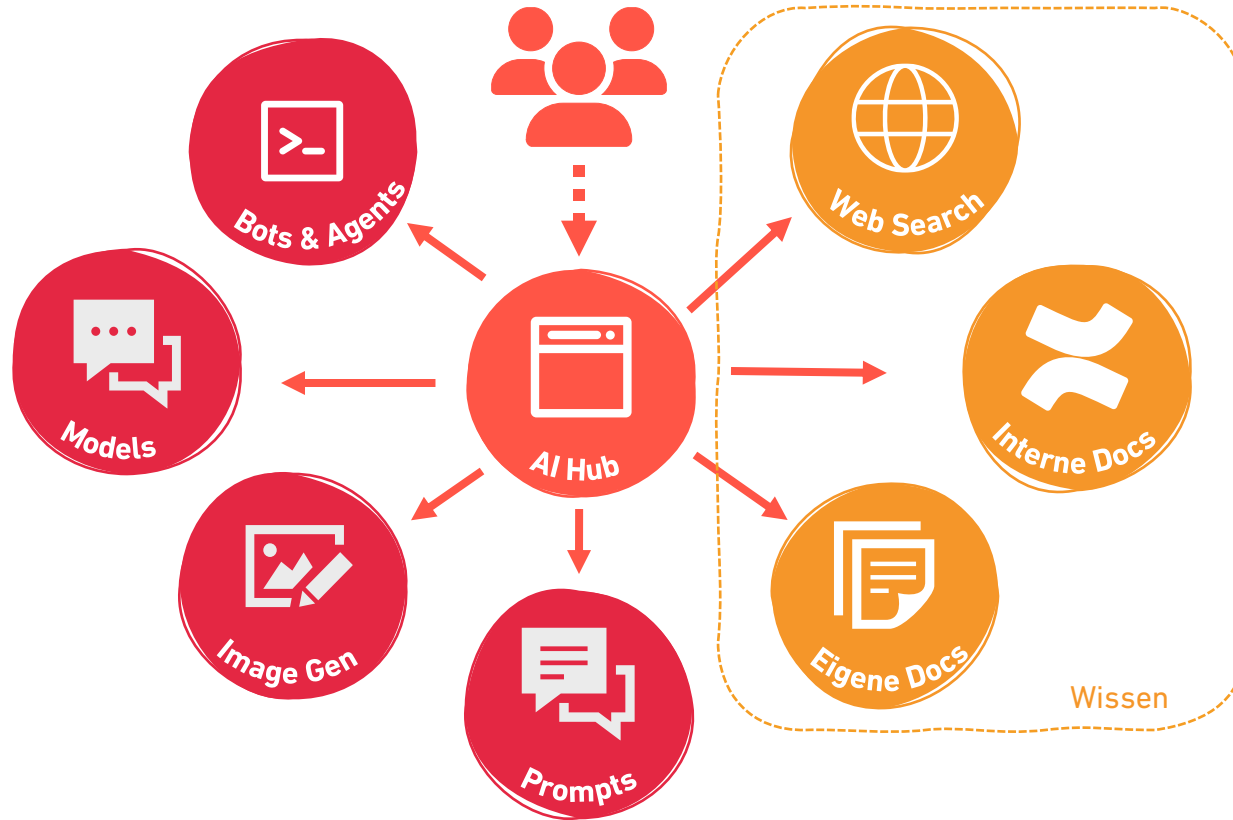 Bots & Agents
Web Search
Models
AI Hub
Interne Docs
Image Gen
Eigene Docs
Wissen
Prompts